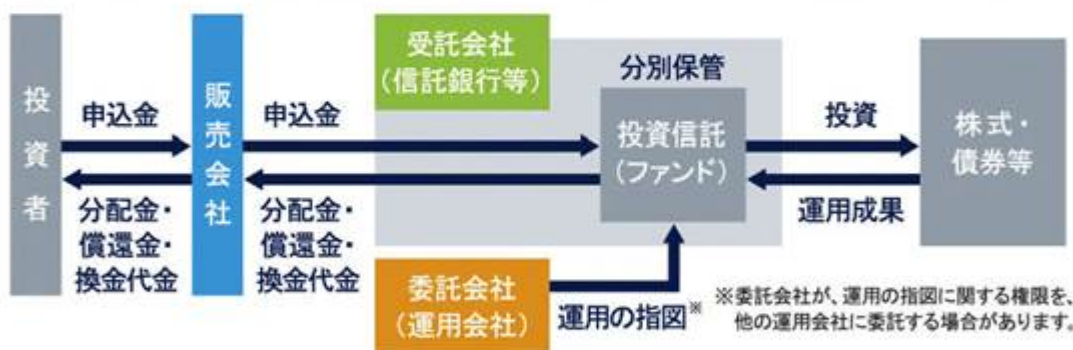 投資者
申込金
分配金・
償還金・
換金代金
販売会社
申込金
分配金・
償還金・
換金代金
受託会社
(信託銀行等)
分別保管
投資信託
(ファンド)
委託会社
(運用会社)
運用の指図※
投資
運用成果
株式・
債券等
※委託会社が、運用の指図に関する権限を、
他の運用会社に委託する場合があります。